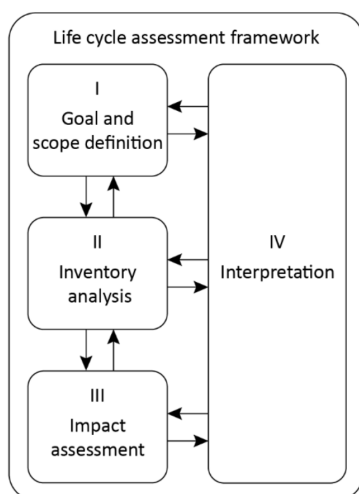 Life cycle assessment framework
I
Goal and
scope definition
II
Inventory
analysis
III
Impact
assessment
IV
Interpretation